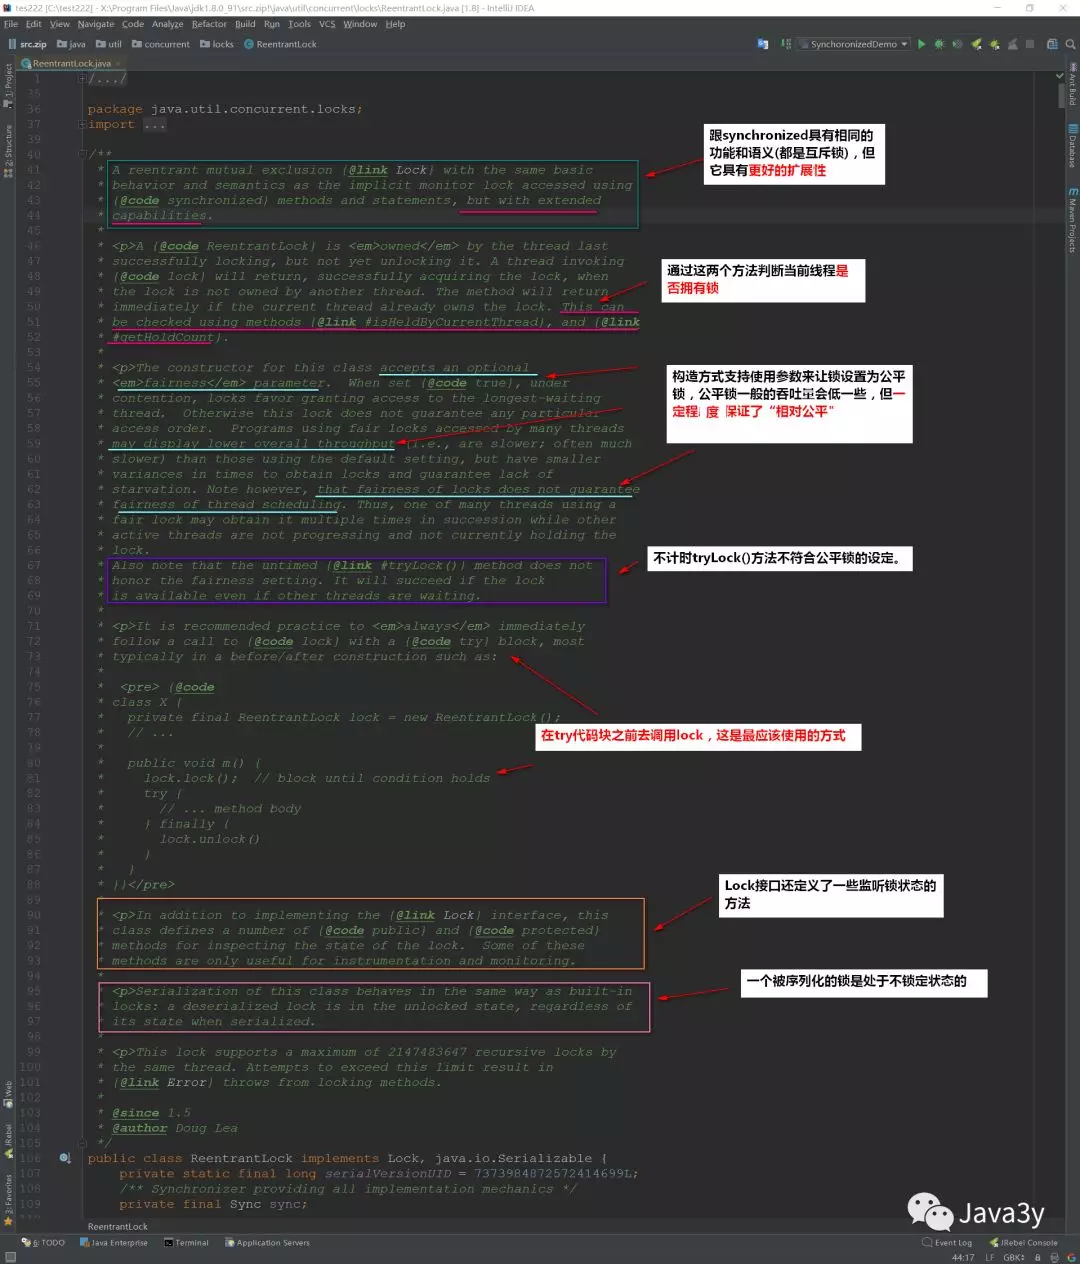 tes222 [C:\test222] - X:\Program Files\Java\jdk1.8.0_91\src.zip!\java\util\concurrent\locks\ReentrantLock.java [1.8] - IntelliJ IDEA
File Edit View Navigate Code Analyze Refactor Build Run Tools VCS Window Help
src.zip java util concurrent locks ReentrantLock SynchoronizedDemo
ReentrantLock.java
1 /.../
35
36 package java.util.concurrent.locks;
37 import ...
39
40 /**
41 * A reentrant mutual exclusion {@link Lock} with the same basic
42 * behavior and semantics as the implicit monitor lock accessed using
43 * {@code synchronized} methods and statements, but with extended
44 * capabilities.
45 *
46 * <p>A {@code ReentrantLock} is <em>owned</em> by the thread last
47 * successfully locking, but not yet unlocking it. A thread invoking
48 * {@code lock} will return, successfully acquiring the lock, when
49 * the lock is not owned by another thread. The method will return
50 * immediately if the current thread already owns the lock. This can
51 * be checked using methods {@link #isHeldByCurrentThread}, and {@link
52 * #getHoldCount}.
53 *
54 * <p>The constructor for this class accepts an optional
55 * <em>fairness</em> parameter.  When set {@code true}, under
56 * contention, locks favor granting access to the longest-waiting
57 * thread.  Otherwise this lock does not guarantee any particular
58 * access order.  Programs using fair locks accessed by many threads
59 * may display lower overall throughput (i.e., are slower; often much
60 * slower) than those using the default setting, but have smaller
61 * variances in times to obtain locks and guarantee lack of
62 * starvation. Note however, that fairness of locks does not guarantee
63 * fairness of thread scheduling. Thus, one of many threads using a
64 * fair lock may obtain it multiple times in succession while other
65 * active threads are not progressing and not currently holding the
66 * lock.
67 * Also note that the untimed {@link #tryLock()} method does not
68 * honor the fairness setting. It will succeed if the lock
69 * is available even if other threads are waiting.
70 *
71 * <p>It is recommended practice to <em>always</em> immediately
72 * follow a call to {@code lock} with a {@code try} block, most
73 * typically in a before/after construction such as:
74 *
75 *  <pre> {@code
76 * class X {
77 *   private final ReentrantLock lock = new ReentrantLock();
78 *   // ...
79 *
80 *   public void m() {
81 *     lock.lock();  // block until condition holds
82 *     try {
83 *       // ... method body
84 *     } finally {
85 *       lock.unlock()
86 *     }
87 *   }
88 * }}</pre>
89 *
90 * <p>In addition to implementing the {@link Lock} interface, this
91 * class defines a number of {@code public} and {@code protected}
92 * methods for inspecting the state of the lock.  Some of these
93 * methods are only useful for instrumentation and monitoring.
94 *
95 * <p>Serialization of this class behaves in the same way as built-in
96 * locks: a deserialized lock is in the unlocked state, regardless of
97 * its state when serialized.
98 *
99 * <p>This lock supports a maximum of 2147483647 recursive locks by
100 * the same thread. Attempts to exceed this limit result in
101 * {@link Error} throws from locking methods.
102 *
103 * @since 1.5
104 * @author Doug Lea
105 */
106 public class ReentrantLock implements Lock, java.io.Serializable {
107 private static final long serialVersionUID = 7373984872572414699L;
108 /** Synchronizer providing all implementation mechanics */
109 private final Sync sync;
跟synchronized具有相同的
功能和语义(都是互斥锁)，但
它具有更好的扩展性
通过这两个方法判断当前线程是
否拥有锁
构造方式支持使用参数来让锁设置为公平
锁，公平锁一般的吞吐量会低一些，但一
定程度 保证了“相对公平"
不计时tryLock()方法不符合公平锁的设定。
在try代码块之前去调用lock，这是最应该使用的方式
Lock接口还定义了一些监听锁状态的
方法
一个被序列化的锁是处于不锁定状态的
1: Project
2: Structure
Web
JRebel
2: Favorites
Ant Build
Database
Maven Projects
Java3y
ReentrantLock
6: TODO Java Enterprise Terminal Application Servers Event Log JRebel Console
44:17 LF GBK